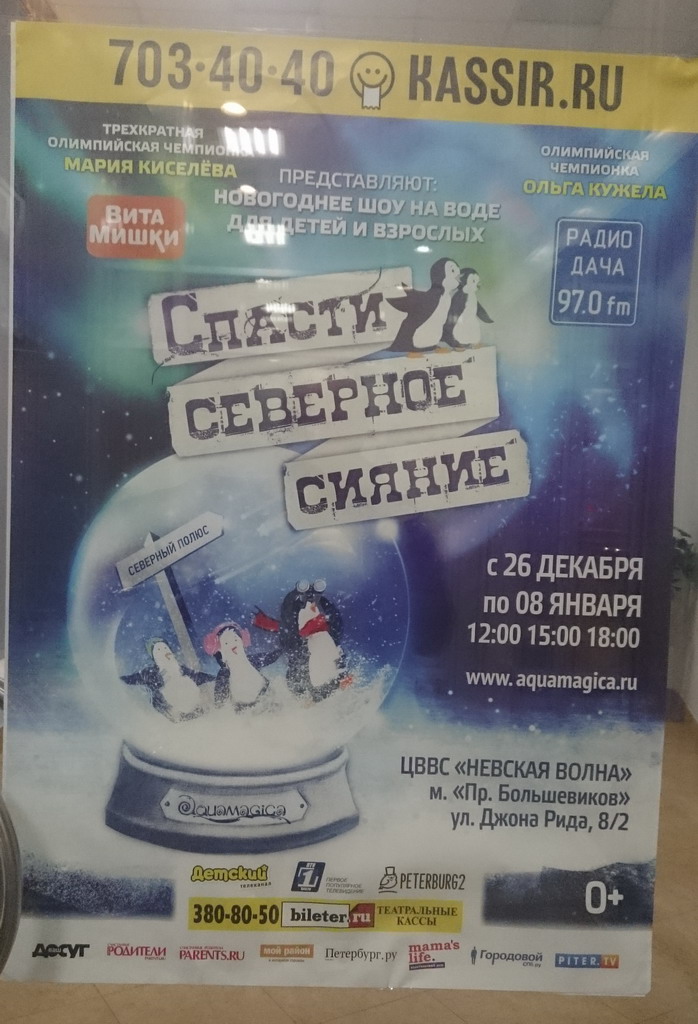 703·40·40 KASSIR.RU
ТРЕХКРАТНАЯ
ОЛИМПИЙСКАЯ ЧЕМПИОНКА
МАРИЯ КИСЕЛЁВА
ОЛИМПИЙСКАЯ
ЧЕМПИОНКА
ОЛЬГА КУЖЕЛА
ПРЕДСТАВЛЯЮТ:
НОВОГОДНЕЕ ШОУ НА ВОДЕ
ДЛЯ ДЕТЕЙ И ВЗРОСЛЫХ
ВИТА
МИШКИ
РАДИО
ДАЧА
97.0 fm
СПАСТИ
СЕВЕРНОЕ
СИЯНИЕ
СЕВЕРНЫЙ ПОЛЮС
с 26 ДЕКАБРЯ
по 08 ЯНВАРЯ
12:00 15:00 18:00
www.aquamagica.ru
ЦВВС «НЕВСКАЯ ВОЛНА»
м. «Пр. Большевиков»
ул. Джона Рида, 8/2
Aquamagica
Детский
телеканал
ПЕРВОЕ
ПОПУЛЯРНОЕ
ТЕЛЕВИДЕНИЕ
PETERBURG2
0+
380-80-50 bileter.ru ТЕАТРАЛЬНЫЕ
КАССЫ
ДОСУГ РОДИТЕЛИ PARENTS.RU мой район Петербург.ру mama's
life. Городовой PITER.TV